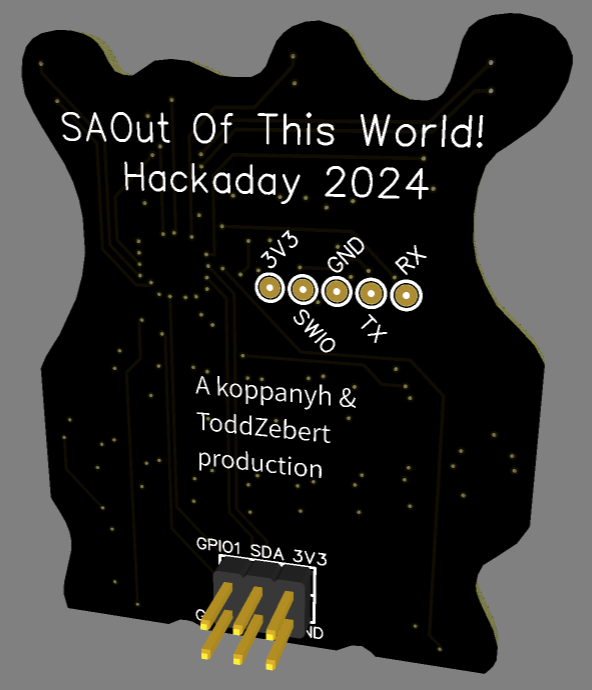 SAOut Of This World!
Hackaday 2024
3V3
GND
RX
SWIO
TX
A koppanyh &
ToddZebert
production
GPIO1 SDA 3V3